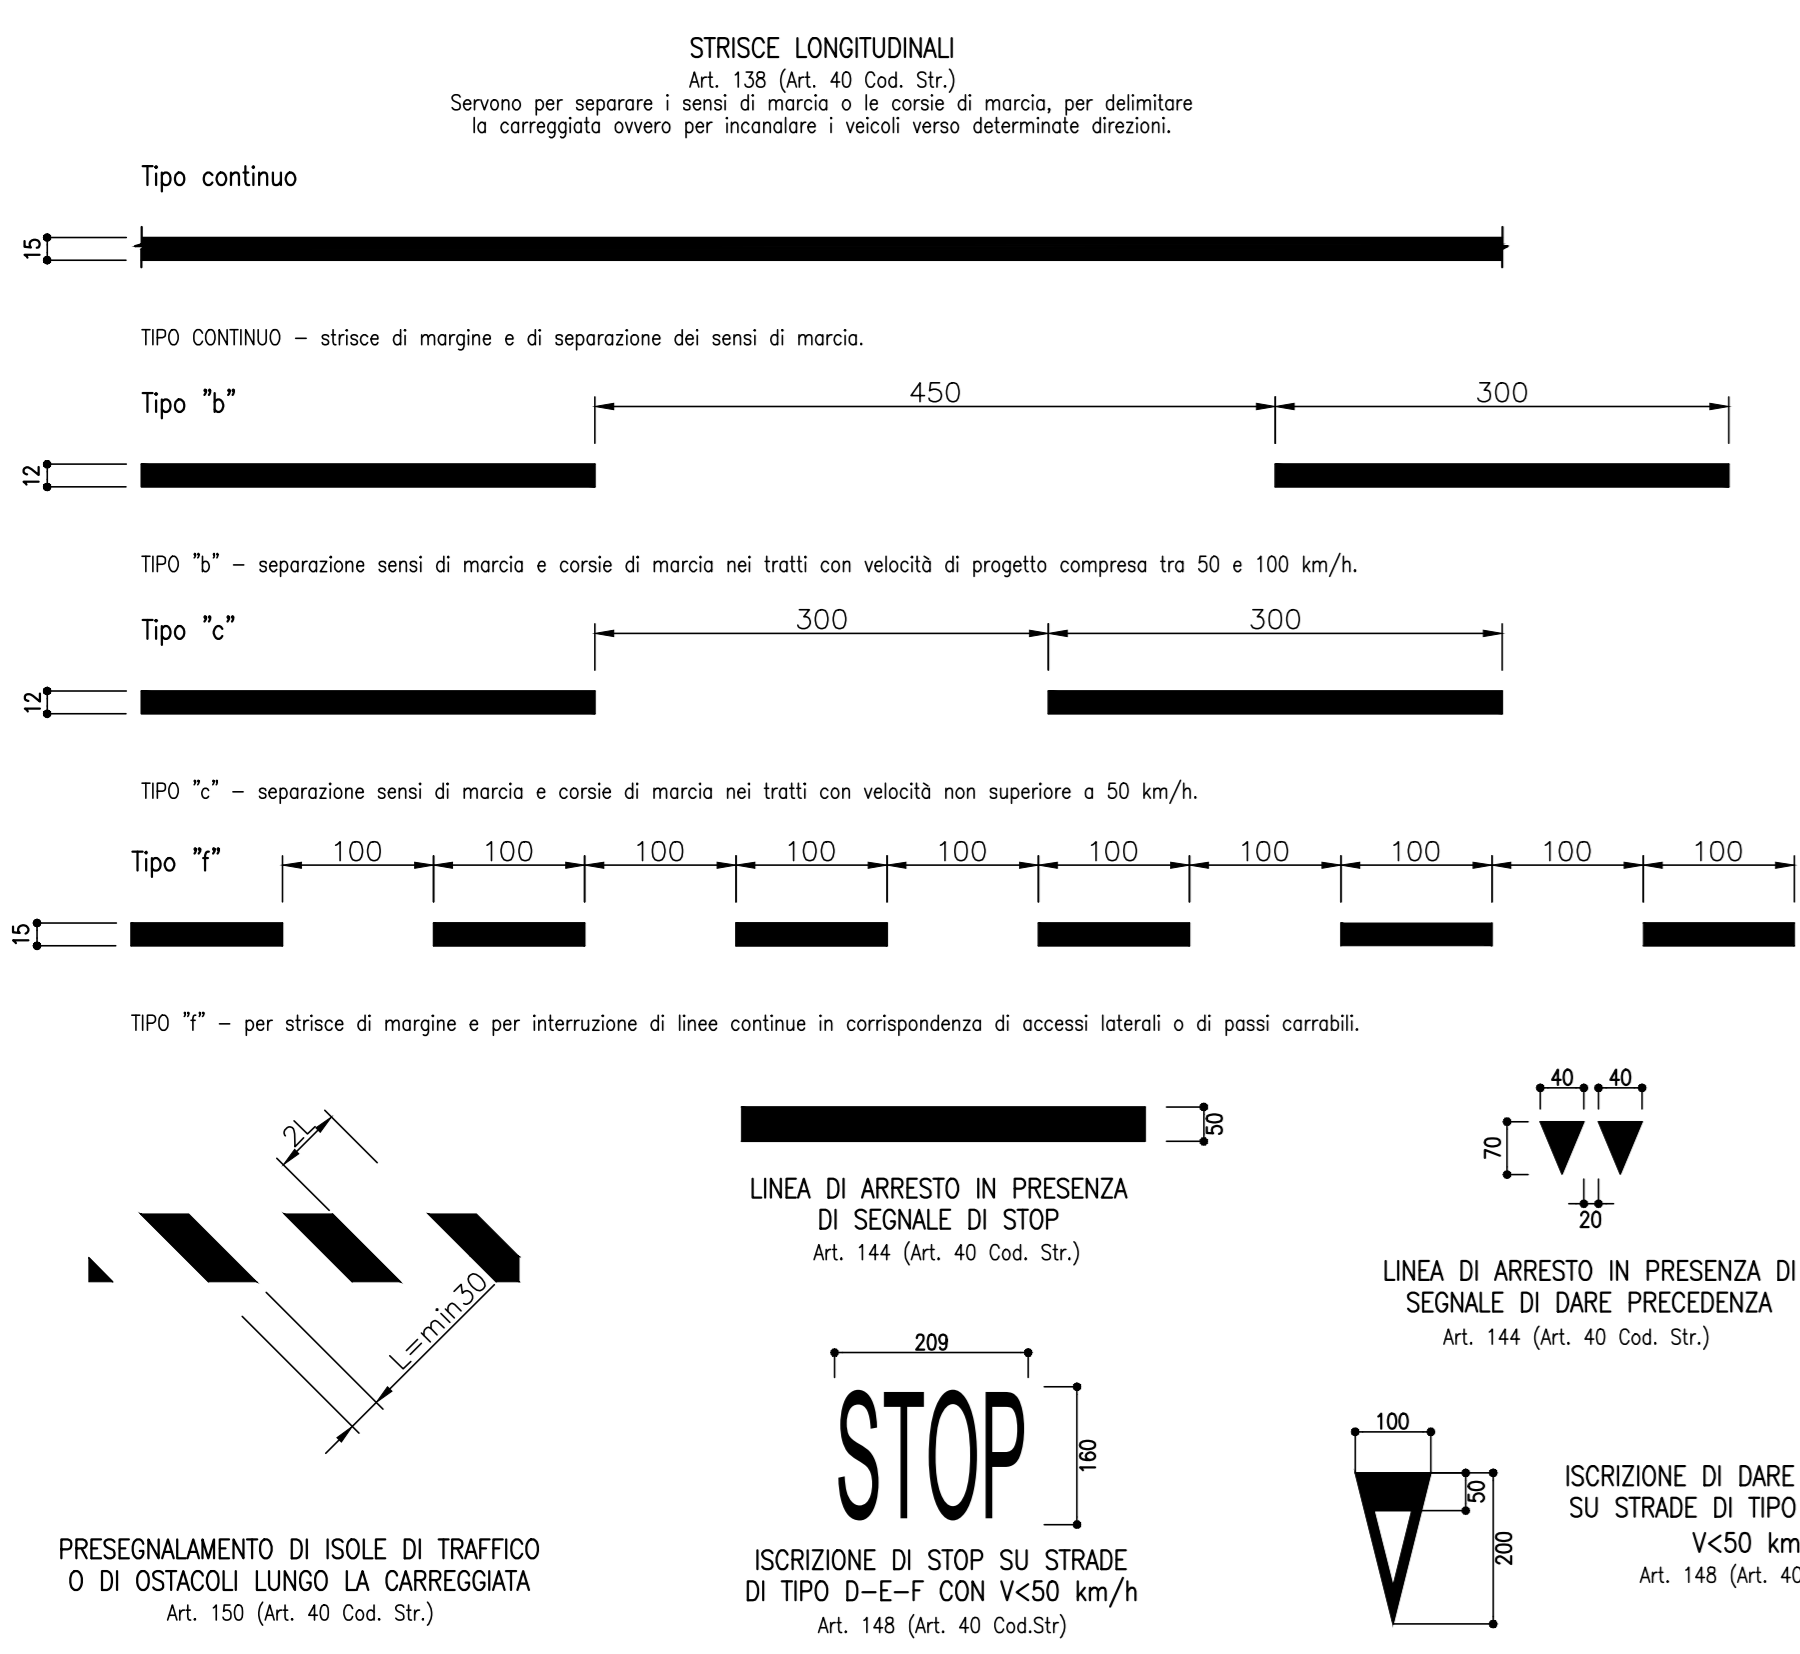 STRISCE LONGITUDINALI
Art. 138 (Art. 40 Cod. Str.)
Servono per separare i sensi di marcia o le corsie di marcia, per delimitare
la carreggiata ovvero per incanalare i veicoli verso determinate direzioni.
Tipo continuo
15
TIPO CONTINUO – strisce di margine e di separazione dei sensi di marcia.
Tipo "b"
450
300
12
TIPO "b" – separazione sensi di marcia e corsie di marcia nei tratti con velocità di progetto compresa tra 50 e 100 km/h.
Tipo "c"
300
300
12
TIPO "c" – separazione sensi di marcia e corsie di marcia nei tratti con velocità non superiore a 50 km/h.
Tipo "f"
100 100 100 100 100 100 100 100 100 100
15
TIPO "f" – per strisce di margine e per interruzione di linee continue in corrispondenza di accessi laterali o di passi carrabili.
2L
L=min30
PRESEGNALAMENTO DI ISOLE DI TRAFFICO
O DI OSTACOLI LUNGO LA CARREGGIATA
Art. 150 (Art. 40 Cod. Str.)
50
LINEA DI ARRESTO IN PRESENZA
DI SEGNALE DI STOP
Art. 144 (Art. 40 Cod. Str.)
209
STOP
160
ISCRIZIONE DI STOP SU STRADE
DI TIPO D–E–F CON V<50 km/h
Art. 148 (Art. 40 Cod.Str)
40 40
70
20
LINEA DI ARRESTO IN PRESENZA DI
SEGNALE DI DARE PRECEDENZA
Art. 144 (Art. 40 Cod. Str.)
100
50
200
ISCRIZIONE DI DARE
SU STRADE DI TIPO
V<50 km
Art. 148 (Art. 40